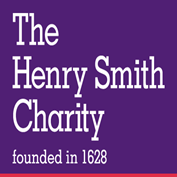 The
Henry Smith
Charity
founded in 1628